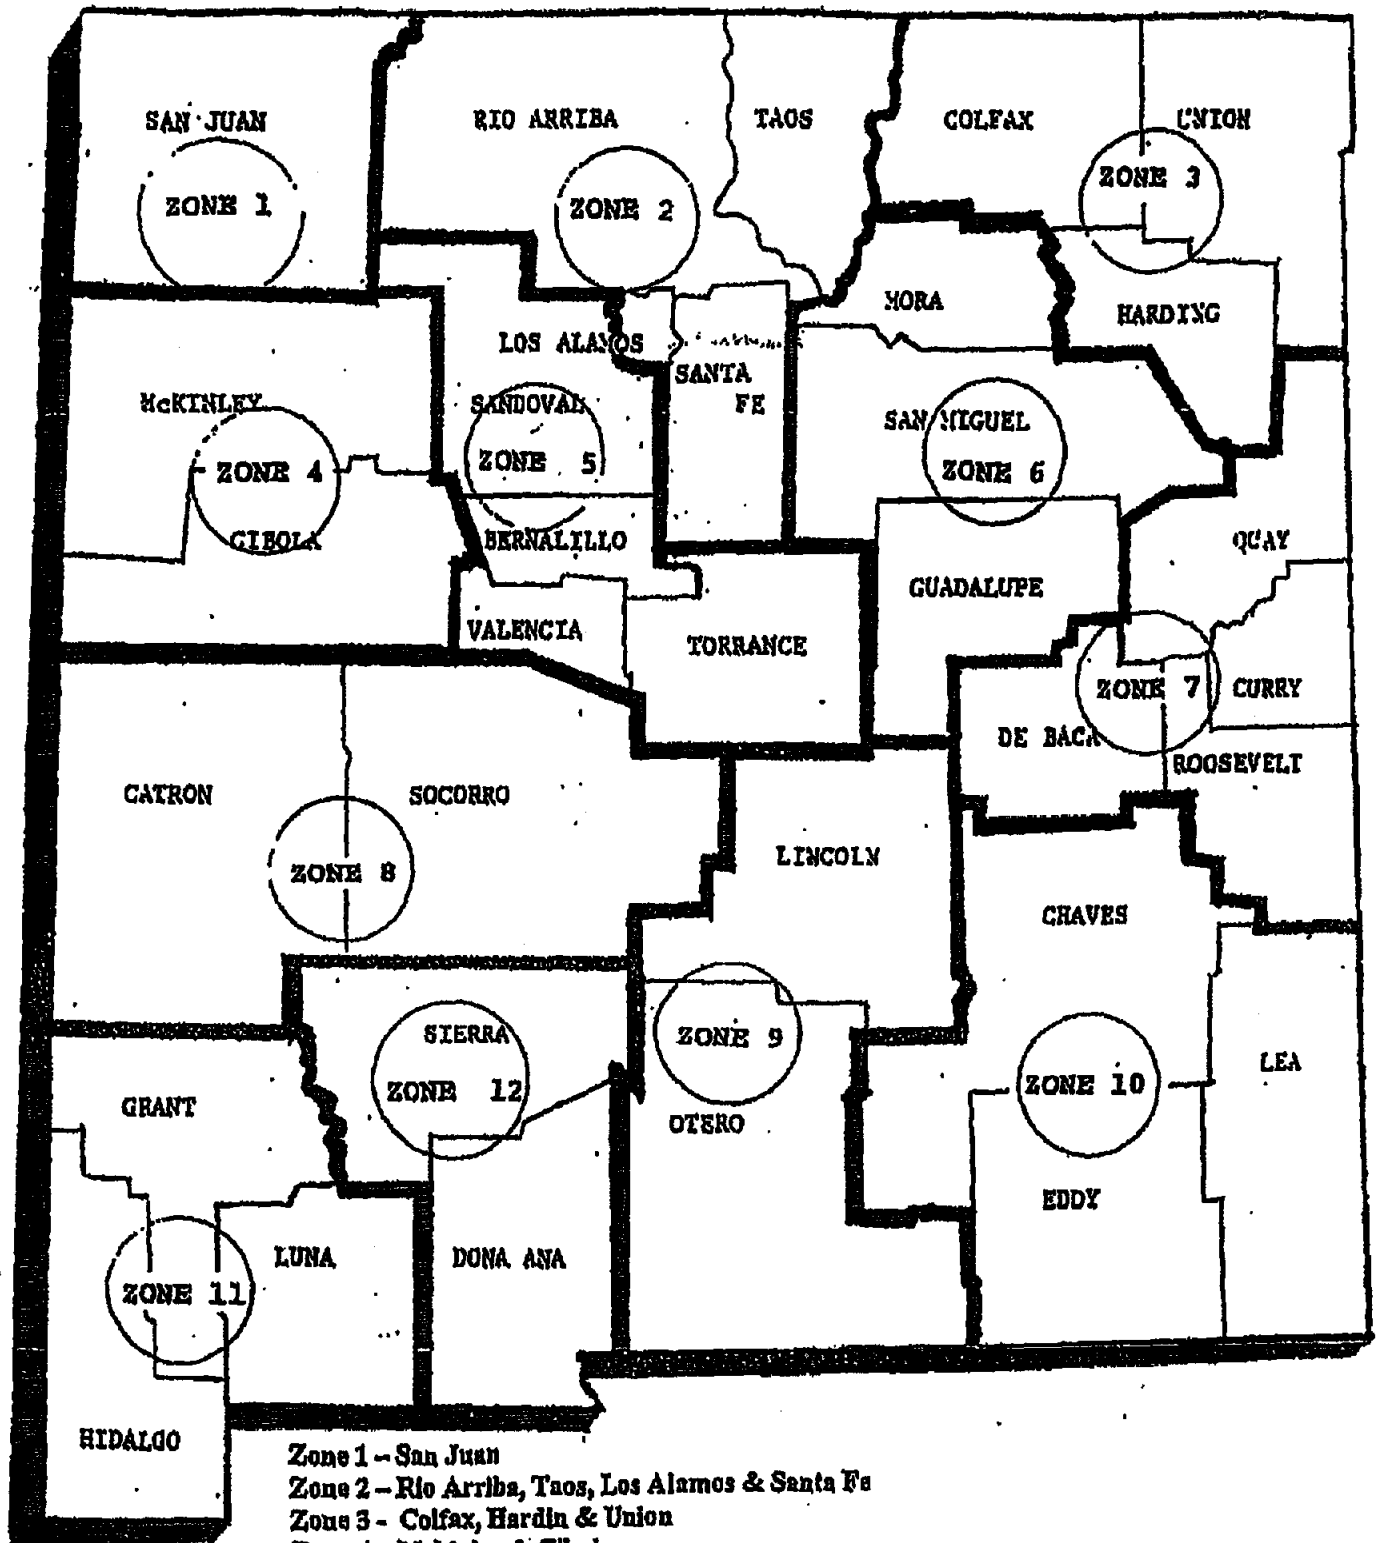 SAN JUAN
RIO ARRIBA
TAOS
COLFAX
UNION
ZONE 1
ZONE 2
ZONE 3
MORA
HARDING
LOS ALAMOS
SANTA
FE
McKINLEY
SANDOVAL
SAN MIGUEL
ZONE 4
ZONE 5
ZONE 6
CIBOLA
BERNALILLO
QUAY
GUADALUPE
VALENCIA
TORRANCE
ZONE 7
CURRY
DE BACA
ROOSEVELT
CATRON
SOCORRO
LINCOLN
ZONE 8
CHAVES
SIERRA
ZONE 9
LEA
ZONE 12
ZONE 10
GRANT
OTERO
EDDY
LUNA
DONA ANA
ZONE 11
HIDALGO
Zone 1 – San Juan
Zone 2 – Rio Arriba, Taos, Los Alamos & Santa Fe
Zone 3 - Colfax, Hardin & Union